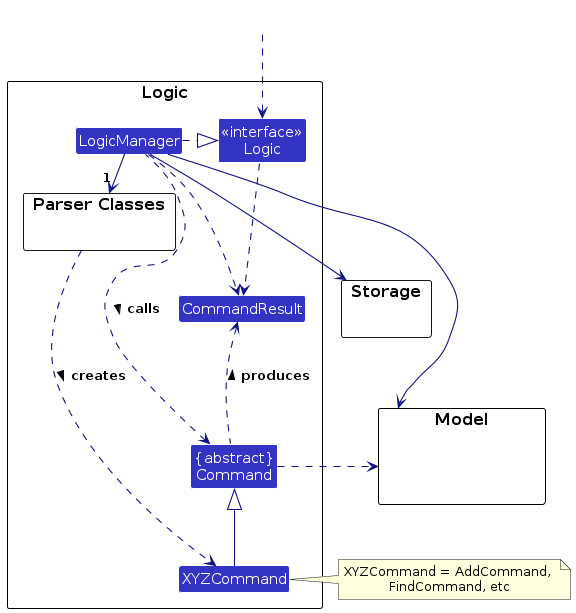 Logic
«interface»
Logic
LogicManager
1
Parser Classes
Storage
CommandResult
calls
creates
produces
Model
{abstract}
Command
XYZCommand
XYZCommand = AddCommand,
FindCommand, etc